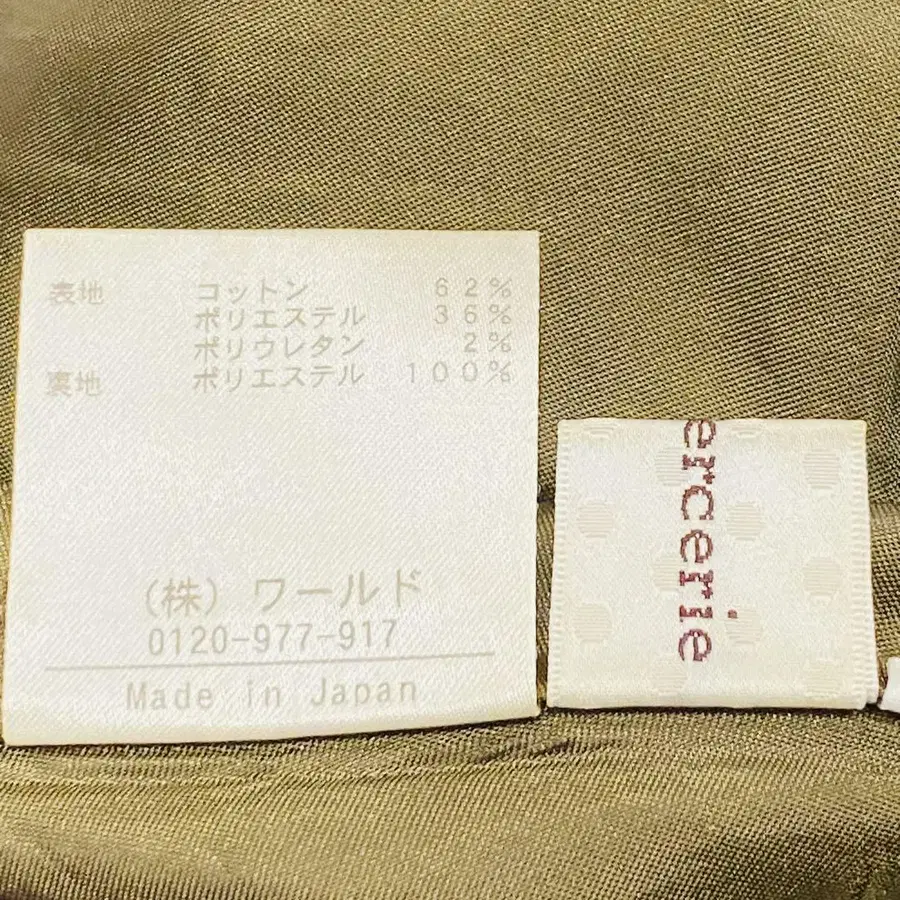 表地 コットン 62%
ポリエステル 36%
ポリウレタン 2%
裏地 ポリエステル 100%
(株) ワールド
0120-977-917
Made in Japan
ercerie